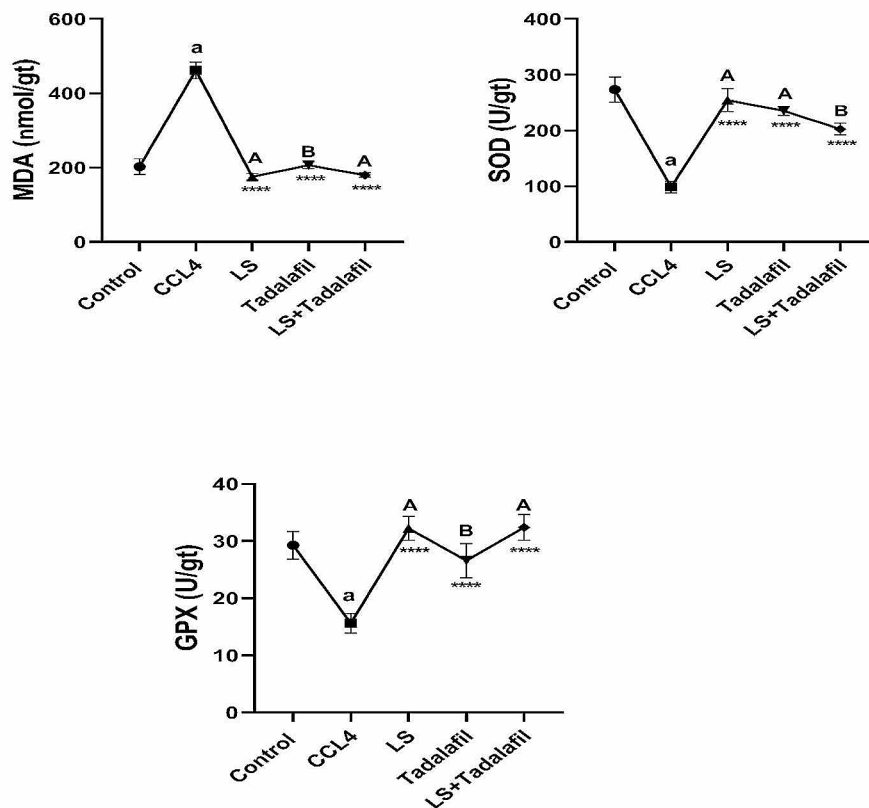 MDA (nmol/gt)
600
400
200
0
a
A
B
A
****
****
****
Control
CCL4
LS
Tadalafil
LS+Tadalafil
SOD (U/gt)
400
300
200
100
0
a
A
A
B
****
****
****
Control
CCL4
LS
Tadalafil
LS+Tadalafil
GPX (U/gt)
40
30
20
10
0
a
A
B
A
****
****
****
Control
CCL4
LS
Tadalafil
LS+Tadalafil